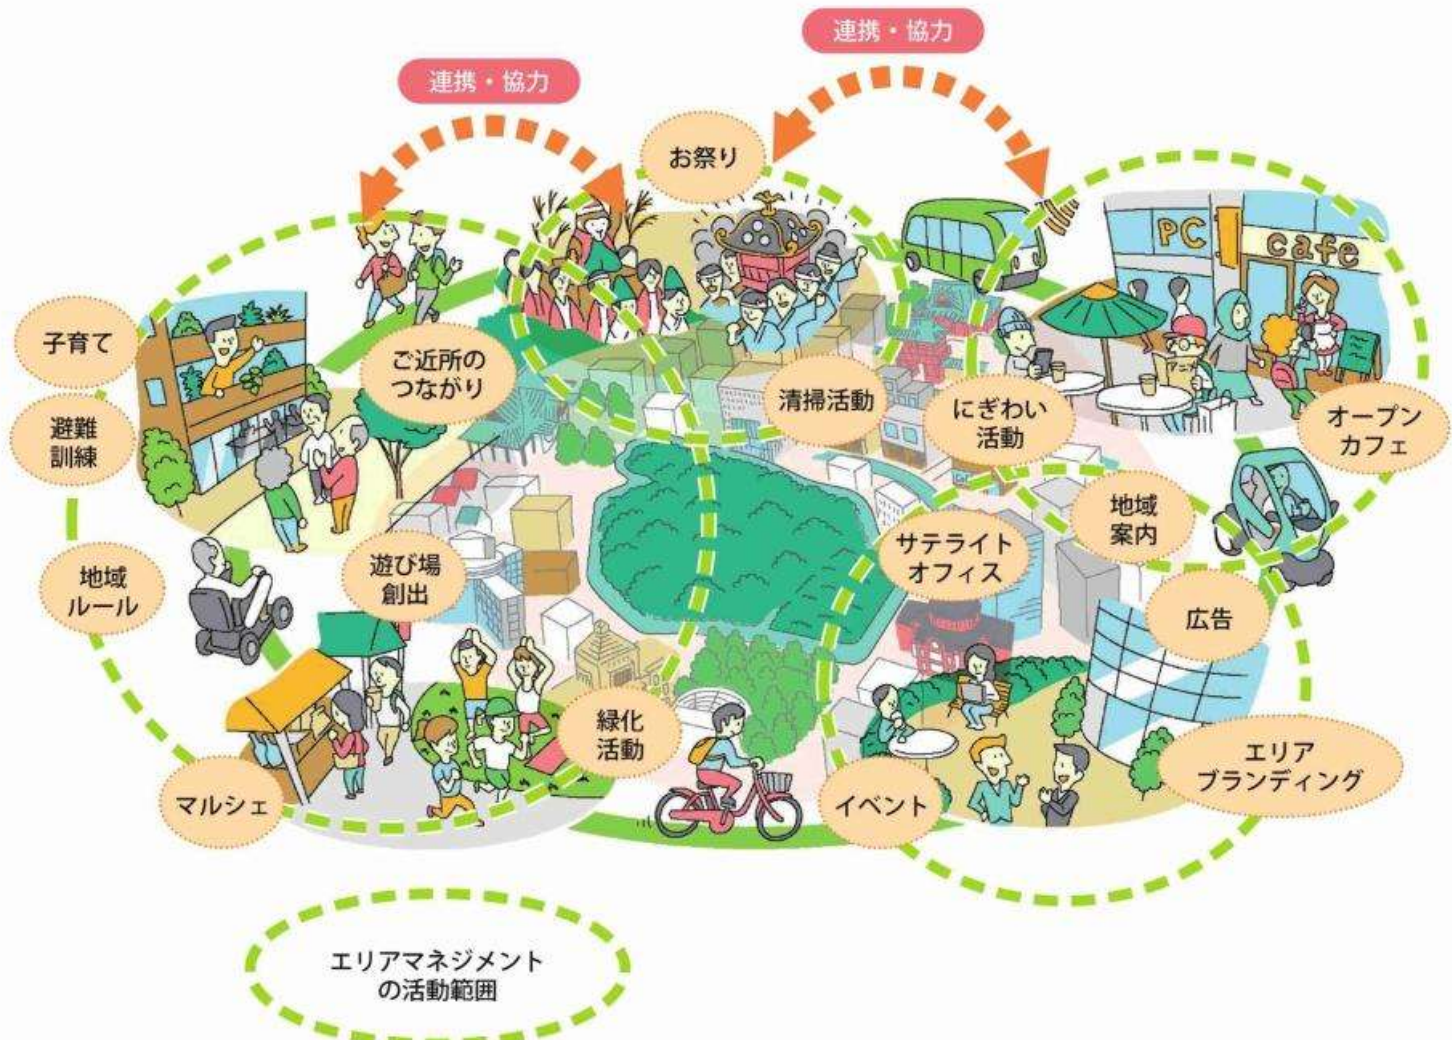 連携・協力
連携・協力
お祭り
PC
cafe
子育て
ご近所の
つながり
清掃活動
にぎわい
活動
アニメ
オープン
カフェ
避難
訓練
地域
案内
サテライト
オフィス
地域
ルール
遊び場
創出
広告
緑化
活動
エリア
ブランディング
マルシェ
イベント
エリアマネジメント
の活動範囲